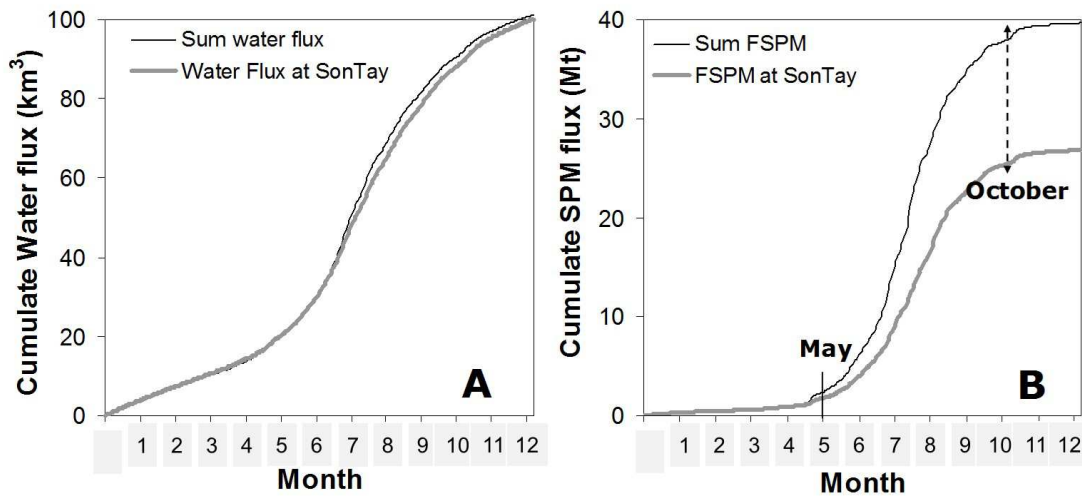 Cumulate Water flux (km³)
100
80
60
40
20
0
Sum water flux
Water Flux at SonTay
A
1 2 3 4 5 6 7 8 9 10 11 12
Month
Cumulate SPM flux (Mt)
40
30
20
10
0
Sum FSPM
FSPM at SonTay
October
May
B
1 2 3 4 5 6 7 8 9 10 11 12
Month